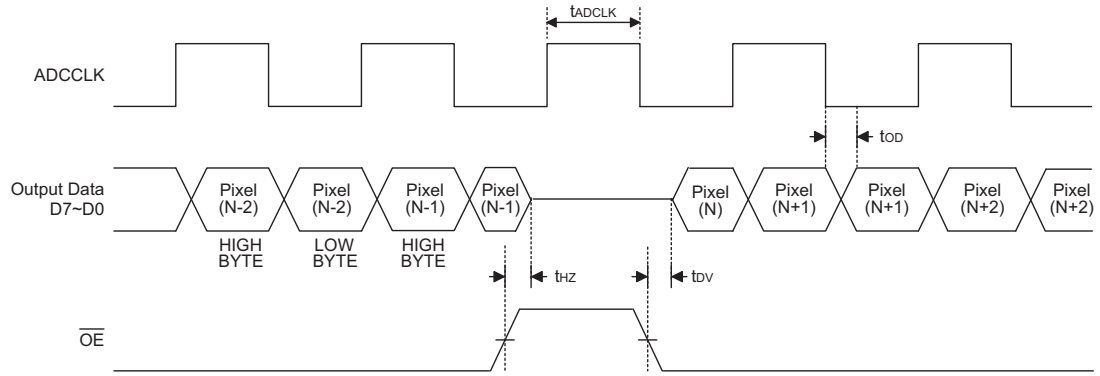 tADCLK
ADCCLK
tOD
Output Data
D7~D0
Pixel
(N-2)
Pixel
(N-2)
Pixel
(N-1)
Pixel
(N-1)
Pixel
(N)
Pixel
(N+1)
Pixel
(N+1)
Pixel
(N+2)
Pixel
(N+2)
HIGH
BYTE
LOW
BYTE
HIGH
BYTE
tHZ
tDV
OE